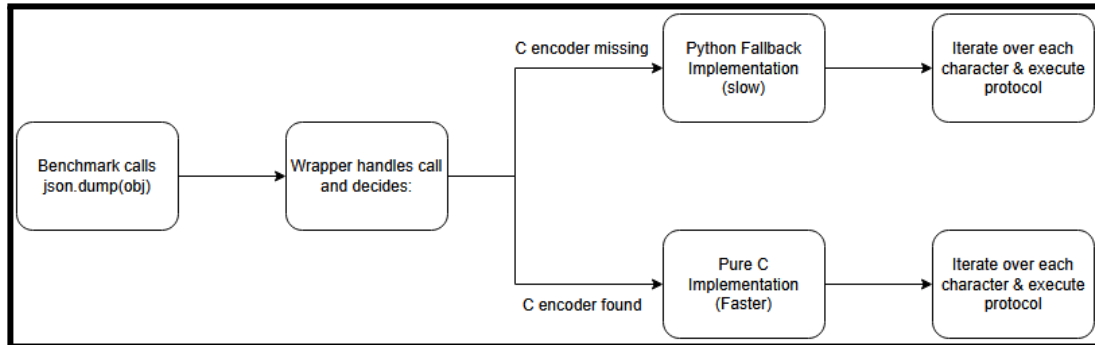 Benchmark calls
json.dump(obj)
Wrapper handles call
and decides:
C encoder missing
Python Fallback
Implementation
(slow)
Iterate over each
character & execute
protocol
C encoder found
Pure C
Implementation
(Faster)
Iterate over each
character & execute
protocol